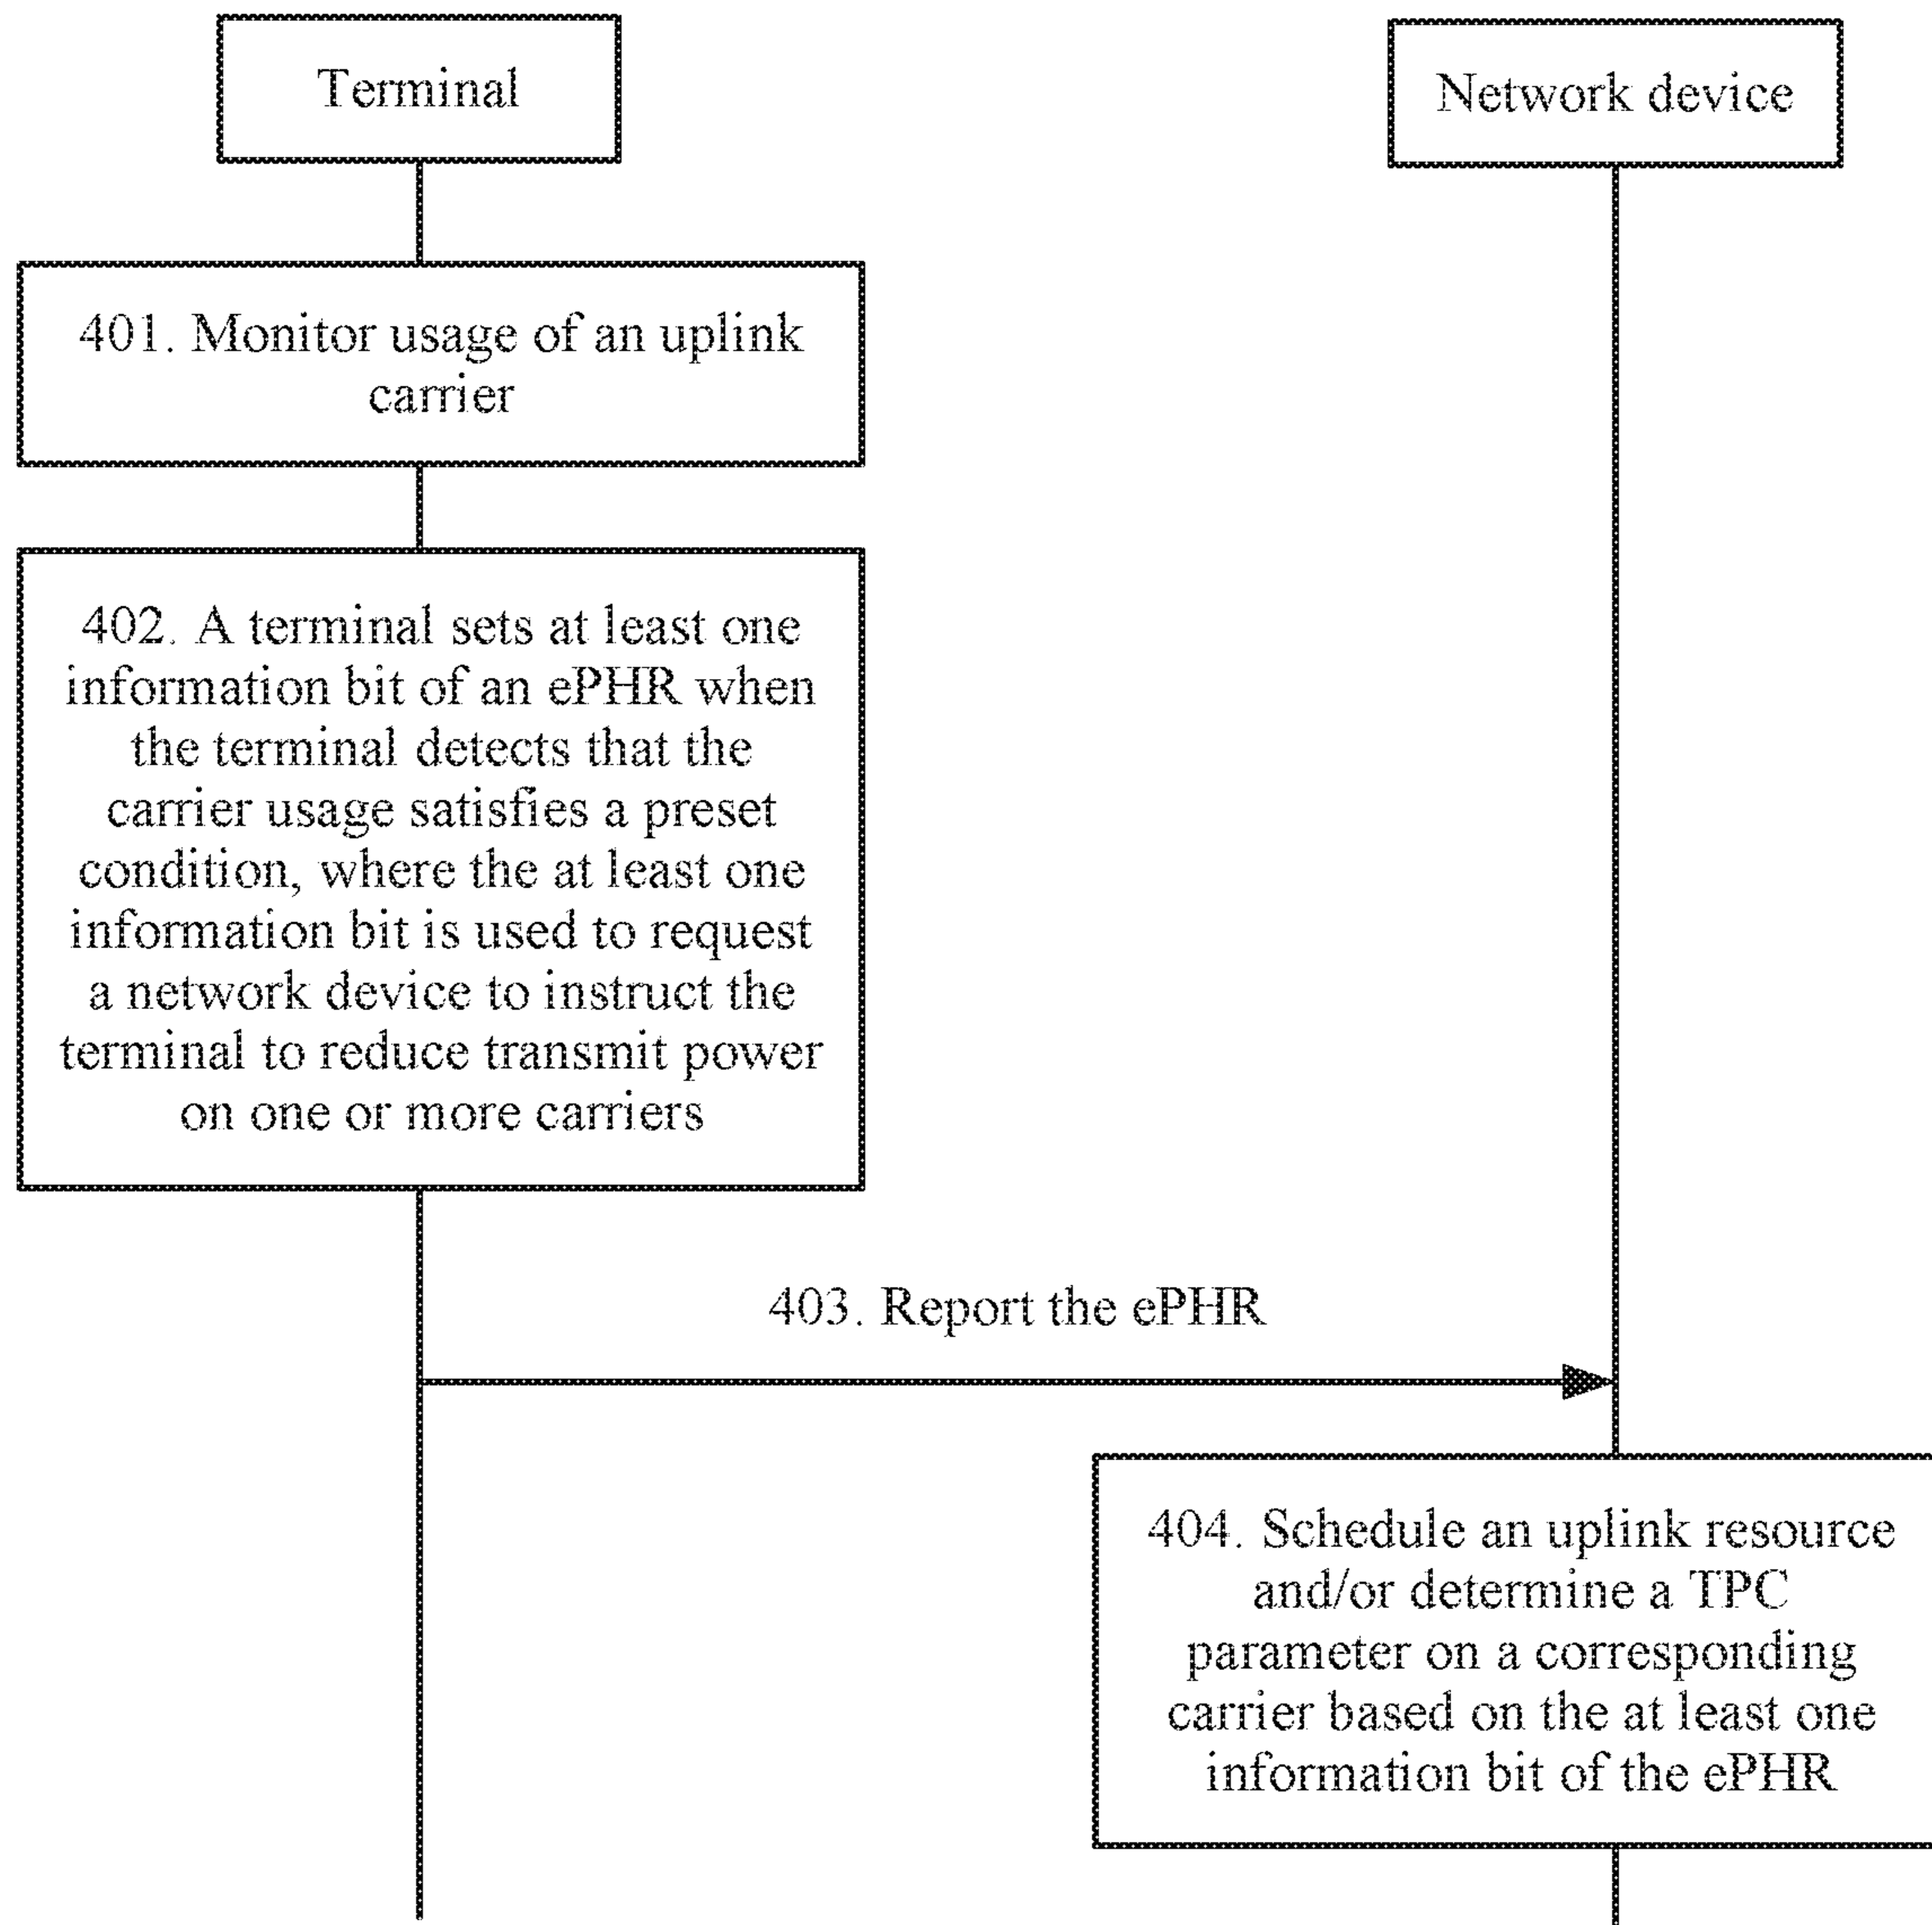 Terminal
Network device
401. Monitor usage of an uplink
carrier
402. A terminal sets at least one
information bit of an ePHR when
the terminal detects that the
carrier usage satisfies a preset
condition, where the at least one
information bit is used to request
a network device to instruct the
terminal to reduce transmit power
on one or more carriers
403. Report the ePHR
404. Schedule an uplink resource
and/or determine a TPC
parameter on a corresponding
carrier based on the at least one
information bit of the ePHR